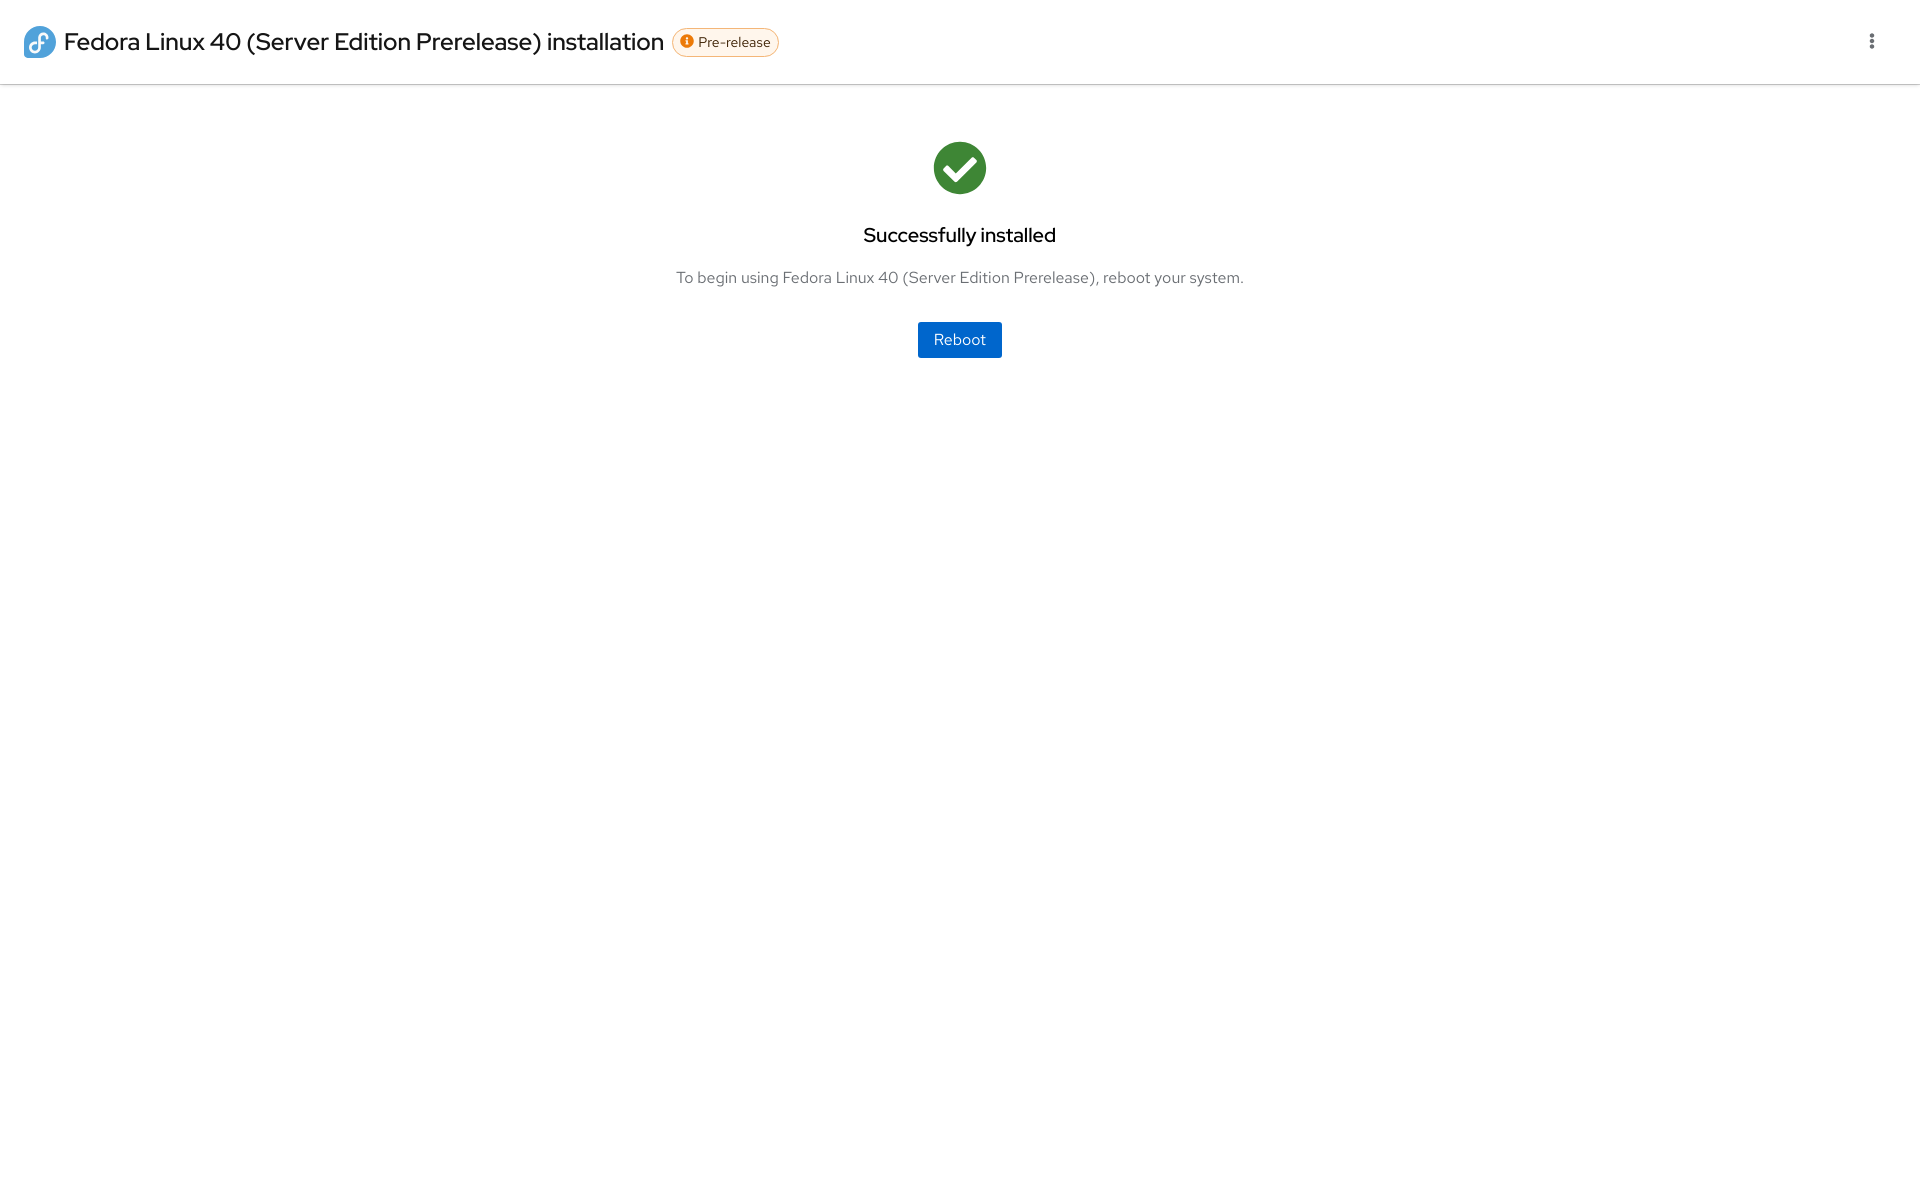 Fedora Linux 40 (Server Edition Prerelease) installation Pre-release
Successfully installed
To begin using Fedora Linux 40 (Server Edition Prerelease), reboot your system.
Reboot